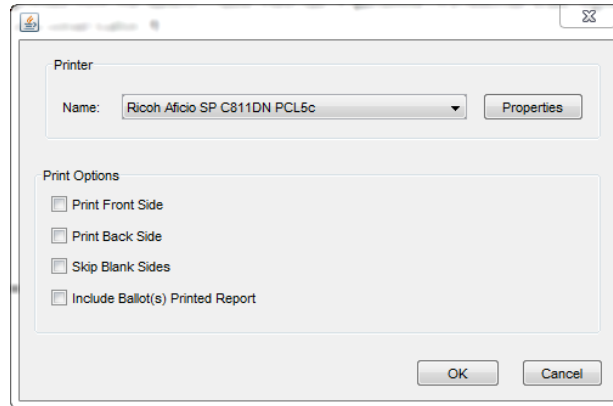 Printer
Name: Ricoh Aficio SP C811DN PCL5c Properties
Print Options
Print Front Side
Print Back Side
Skip Blank Sides
Include Ballot(s) Printed Report
OK Cancel